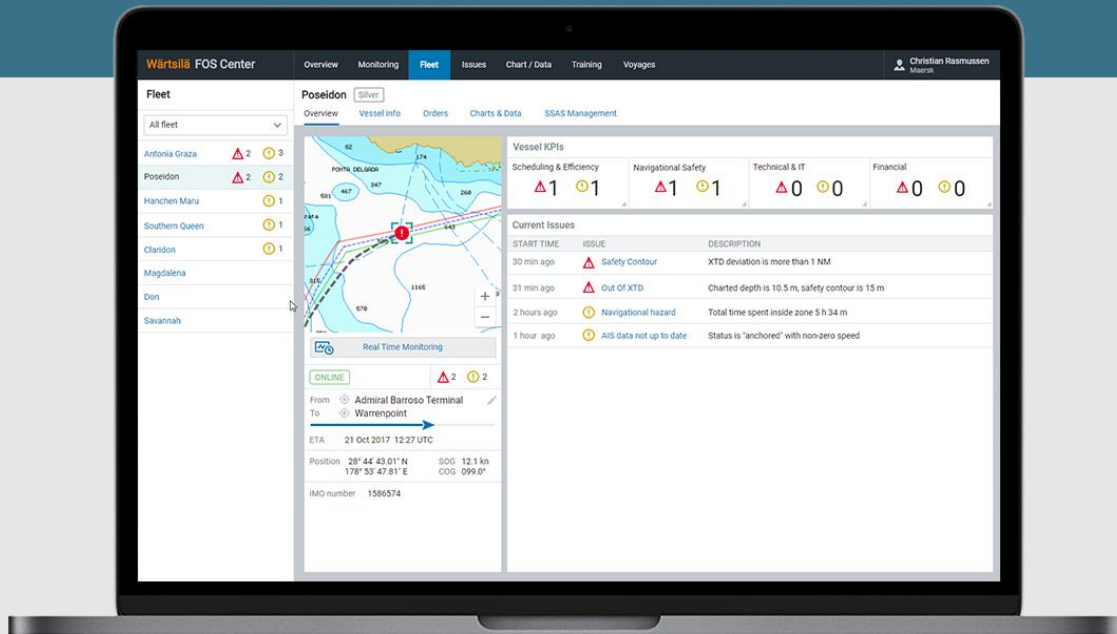 Wärtsilä FOS Center
Overview Monitoring Fleet Issues Chart / Data Training Voyages
Christian Rasmussen
Maersk
Fleet
All fleet
Antonia Graza 2 3
Poseidon 2 2
Hanchen Maru 1
Southern Queen 1
Claridon 1
Magdalena
Don
Savannah
Poseidon Silver
Overview Vessel info Orders Charts & Data SSAS Management
82
174
PONTA DELGADA
347
467
581
260
643
315
1165
570
+
−
Real Time Monitoring
ONLINE 2 2
From Admiral Barroso Terminal
To Warrenpoint
ETA 21 Oct 2017 12:27 UTC
Position 28° 44' 43.01" N SOG 12.1 kn
178° 53' 47.81" E COG 099.0°
IMO number 1586574
Vessel KPIs
Scheduling & Efficiency Navigational Safety Technical & IT Financial
1 1 1 1 0 0 0 0
Current Issues
START TIME ISSUE DESCRIPTION
30 min ago Safety Contour XTD deviation is more than 1 NM
31 min ago Out Of XTD Charted depth is 10.5 m, safety contour is 15 m
2 hours ago Navigational hazard Total time spent inside zone 5 h 34 m
1 hour ago AIS data not up to date Status is "anchored" with non-zero speed